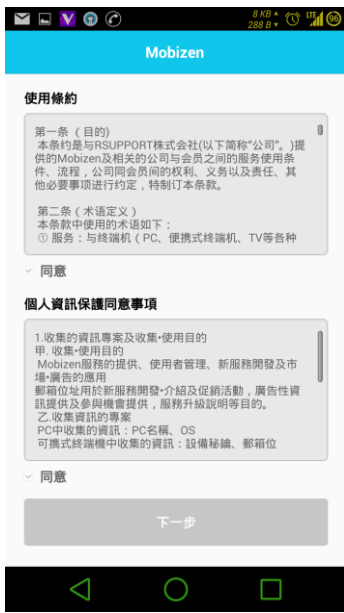 8 KB
288 B
LTE
96
Mobizen
使用條約
第一条（目的)
本条约是与RSUPPORT株式会社(以下简称“公司”。)提
供的Mobizen及相关的公司与会员之间的服务使用条
件、流程，公司同会员间的权利、义务以及责任、其
他必要事项进行约定，特制订本条款。
第二条（术语定义）
本条款中使用的术语如下：
① 服务：与终端机（PC、便携式终端机、TV等各种
同意
個人資訊保護同意事項
1.收集的資訊專案及收集•使用目的
甲. 收集•使用目的
Mobizen服務的提供、使用者管理、新服務開發及市
場•廣告的應用
郵箱位址用於新服務開發•介紹及促銷活動，廣告性資
訊提供及參與機會提供，服務升級說明等目的。
乙.收集資訊的專案
PC中收集的資訊：PC名稱、OS
可攜式終端機中收集的資訊：設備秘鑰、郵箱位
同意
下一步